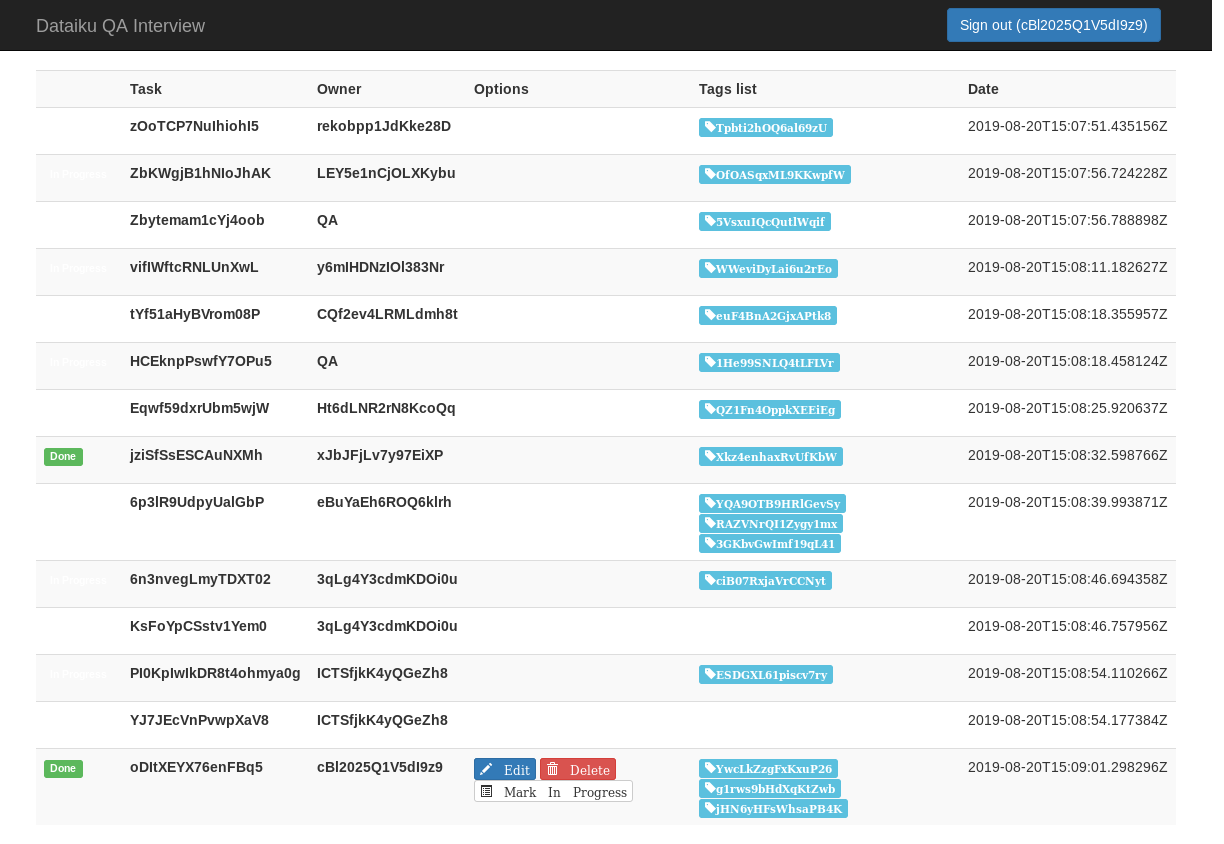 Dataiku QA Interview
Sign out (cBl2025Q1V5dI9z9)
Task Owner Options Tags list Date
zOoTCP7NuIhiohI5 rekobpp1JdKke28D Tpbti2hOQ6al69zU 2019-08-20T15:07:51.435156Z
In Progress ZbKWgjB1hNIoJhAK LEY5e1nCjOLXKybu OfOASqxML9KKwpfW 2019-08-20T15:07:56.724228Z
Zbytemam1cYj4oob QA 5VsxuIQcQutlWqif 2019-08-20T15:07:56.788898Z
In Progress vifIWftcRNLUnXwL y6mIHDNzIOl383Nr WWeviDyLai6u2rEo 2019-08-20T15:08:11.182627Z
tYf51aHyBVrom08P CQf2ev4LRMLdmh8t euF4BnA2GjxAPtk8 2019-08-20T15:08:18.355957Z
In Progress HCEknpPswfY7OPu5 QA 1He99SNLQ4tLFLVr 2019-08-20T15:08:18.458124Z
Eqwf59dxrUbm5wjW Ht6dLNR2rN8KcoQq QZ1Fn4OppkXEEiEg 2019-08-20T15:08:25.920637Z
Done jziSfSsESCAuNXMh xJbJFjLv7y97EiXP Xkz4enhaxRvUfKbW 2019-08-20T15:08:32.598766Z
6p3lR9UdpyUalGbP eBuYaEh6ROQ6klrh YQA9OTB9HRlGevSy 2019-08-20T15:08:39.993871Z
RAZVNrQI1Zygy1mx
3GKbvGwImf19qL41
In Progress 6n3nvegLmyTDXT02 3qLg4Y3cdmKDOi0u ciB07RxjaVrCCNyt 2019-08-20T15:08:46.694358Z
KsFoYpCSstv1Yem0 3qLg4Y3cdmKDOi0u 2019-08-20T15:08:46.757956Z
In Progress PI0KpIwIkDR8t4ohmya0g ICTSfjkK4yQGeZh8 ESDGXL61piscv7ry 2019-08-20T15:08:54.110266Z
YJ7JEcVnPvwpXaV8 ICTSfjkK4yQGeZh8 2019-08-20T15:08:54.177384Z
Done oDItXEYX76enFBq5 cBl2025Q1V5dI9z9 Edit Delete YwcLkZzgFxKxuP26 2019-08-20T15:09:01.298296Z
Mark In Progress g1rws9bHdXqKtZwb
jHN6yHFsWhsaPB4K